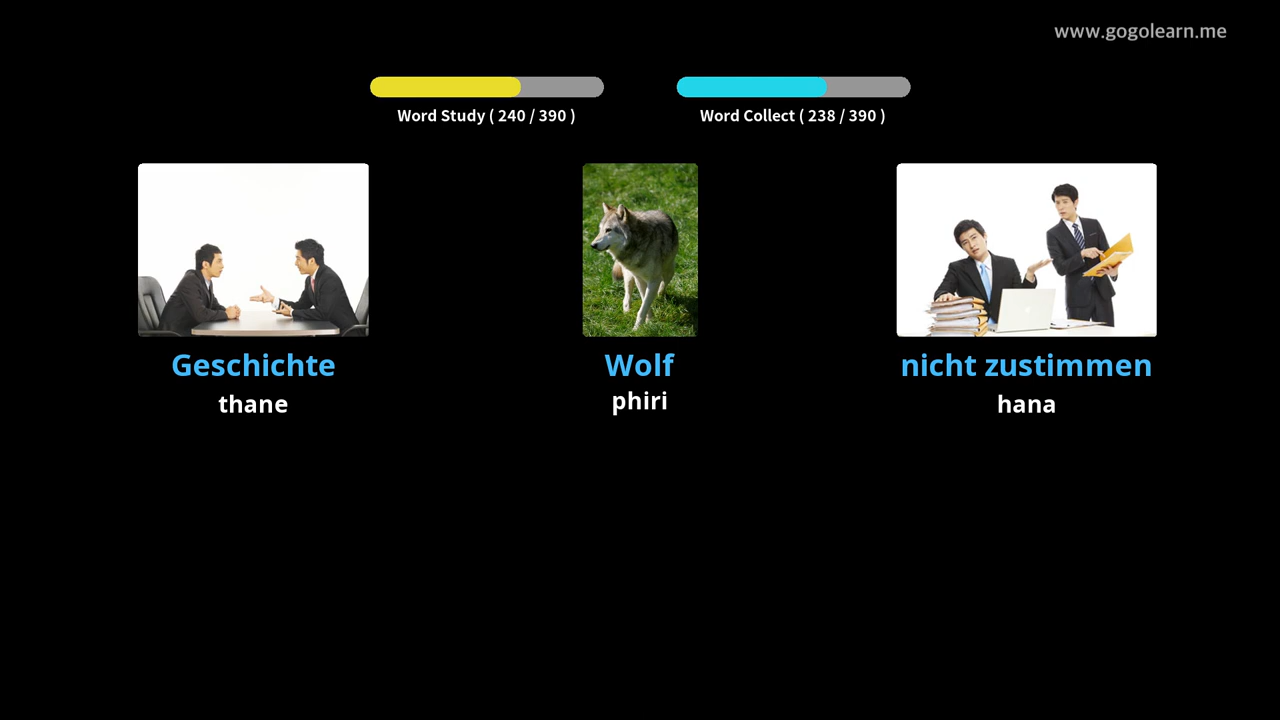 www.gogolearn.me
Word Study ( 240 / 390 )
Word Collect ( 238 / 390 )
Geschichte
thane
Wolf
phiri
nicht zustimmen
hana